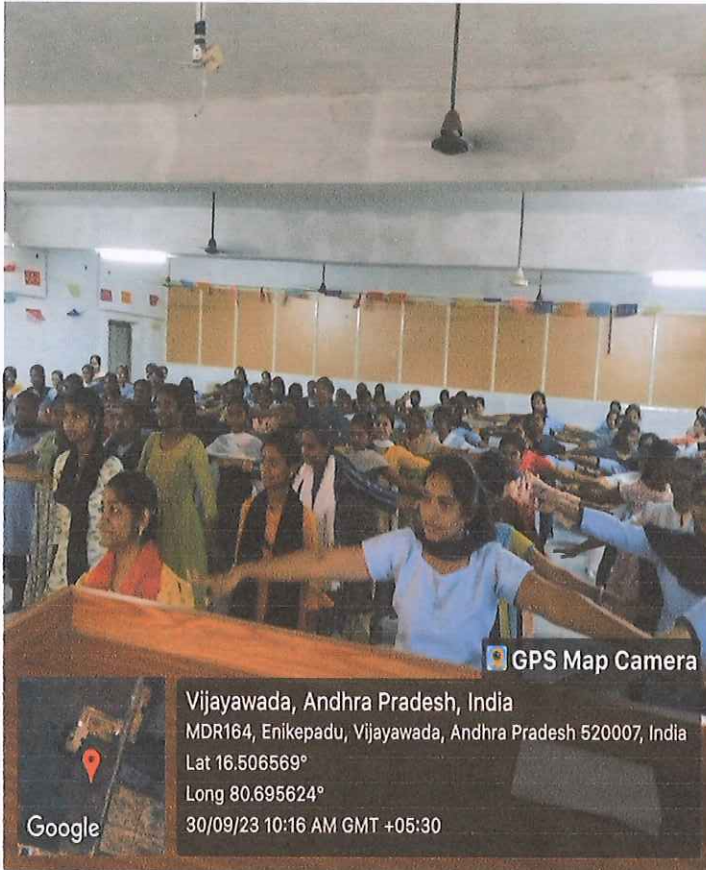 GPS Map Camera
Vijayawada, Andhra Pradesh, India
MDR164, Enikepadu, Vijayawada, Andhra Pradesh 520007, India
Lat 16.506569°
Long 80.695624°
30/09/23 10:16 AM GMT +05:30
Google